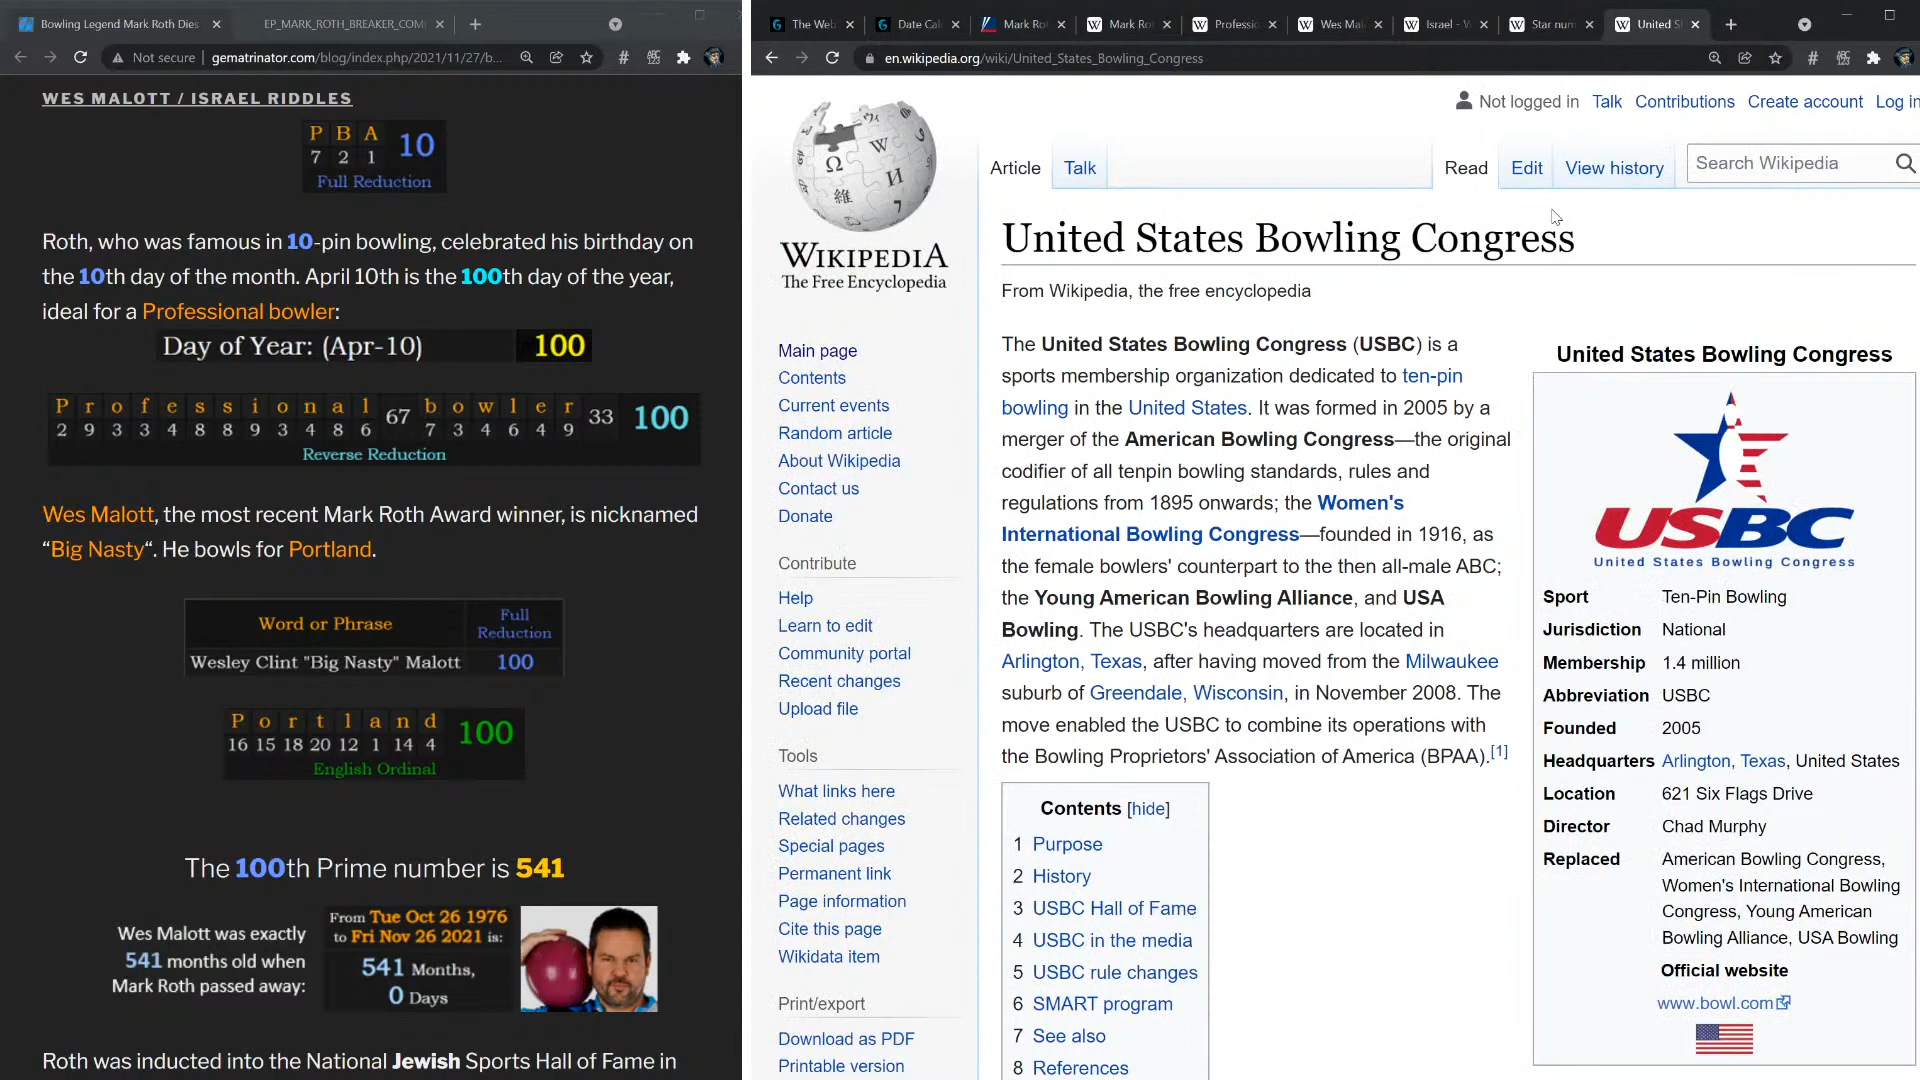 Bowling Legend Mark Roth Dies
EP_MARK_ROTH_BREAKER_COM
Not secure
gematrinator.com/blog/index.php/2021/11/27/b...
WES MALOTT / ISRAEL RIDDLES
P B A 10
7 2 1
Full Reduction
Roth, who was famous in 10-pin bowling, celebrated his birthday on
the 10th day of the month. April 10th is the 100th day of the year,
ideal for a Professional bowler:
Day of Year: (Apr-10) 100
P r o f e s s i o n a l 67 b o w l e r 33 100
2 9 3 3 4 8 8 9 3 4 8 6 7 3 4 6 4 9
Reverse Reduction
Wes Malott, the most recent Mark Roth Award winner, is nicknamed
“Big Nasty“. He bowls for Portland.
Word or Phrase
Full
Reduction
Wesley Clint "Big Nasty" Malott 100
P o r t l a n d 100
16 15 18 20 12 1 14 4
English Ordinal
The 100th Prime number is 541
Wes Malott was exactly
541 months old when
Mark Roth passed away:
From Tue Oct 26 1976
to Fri Nov 26 2021 is:
541 Months,
0 Days
Roth was inducted into the National Jewish Sports Hall of Fame in
The Web
Date Cal
Mark Rot
Mark Ro
Professio
Wes Mal
Israel - W
Star num
United S
en.wikipedia.org/wiki/United_States_Bowling_Congress
Not logged in Talk Contributions Create account Log in
Article Talk
Read Edit View history
Search Wikipedia
WIKIPEDIA
The Free Encyclopedia
Main page
Contents
Current events
Random article
About Wikipedia
Contact us
Donate
Contribute
Help
Learn to edit
Community portal
Recent changes
Upload file
Tools
What links here
Related changes
Special pages
Permanent link
Page information
Cite this page
Wikidata item
Print/export
Download as PDF
Printable version
United States Bowling Congress
From Wikipedia, the free encyclopedia
The United States Bowling Congress (USBC) is a
sports membership organization dedicated to ten-pin
bowling in the United States. It was formed in 2005 by a
merger of the American Bowling Congress—the original
codifier of all tenpin bowling standards, rules and
regulations from 1895 onwards; the Women's
International Bowling Congress—founded in 1916, as
the female bowlers' counterpart to the then all-male ABC;
the Young American Bowling Alliance, and USA
Bowling. The USBC's headquarters are located in
Arlington, Texas, after having moved from the Milwaukee
suburb of Greendale, Wisconsin, in November 2008. The
move enabled the USBC to combine its operations with
the Bowling Proprietors' Association of America (BPAA).[1]
Contents [hide]
1 Purpose
2 History
3 USBC Hall of Fame
4 USBC in the media
5 USBC rule changes
6 SMART program
7 See also
8 References
United States Bowling Congress
USBC
United States Bowling Congress
Sport Ten-Pin Bowling
Jurisdiction National
Membership 1.4 million
Abbreviation USBC
Founded 2005
Headquarters Arlington, Texas, United States
Location 621 Six Flags Drive
Director Chad Murphy
Replaced American Bowling Congress,
Women's International Bowling
Congress, Young American
Bowling Alliance, USA Bowling
Official website
www.bowl.com